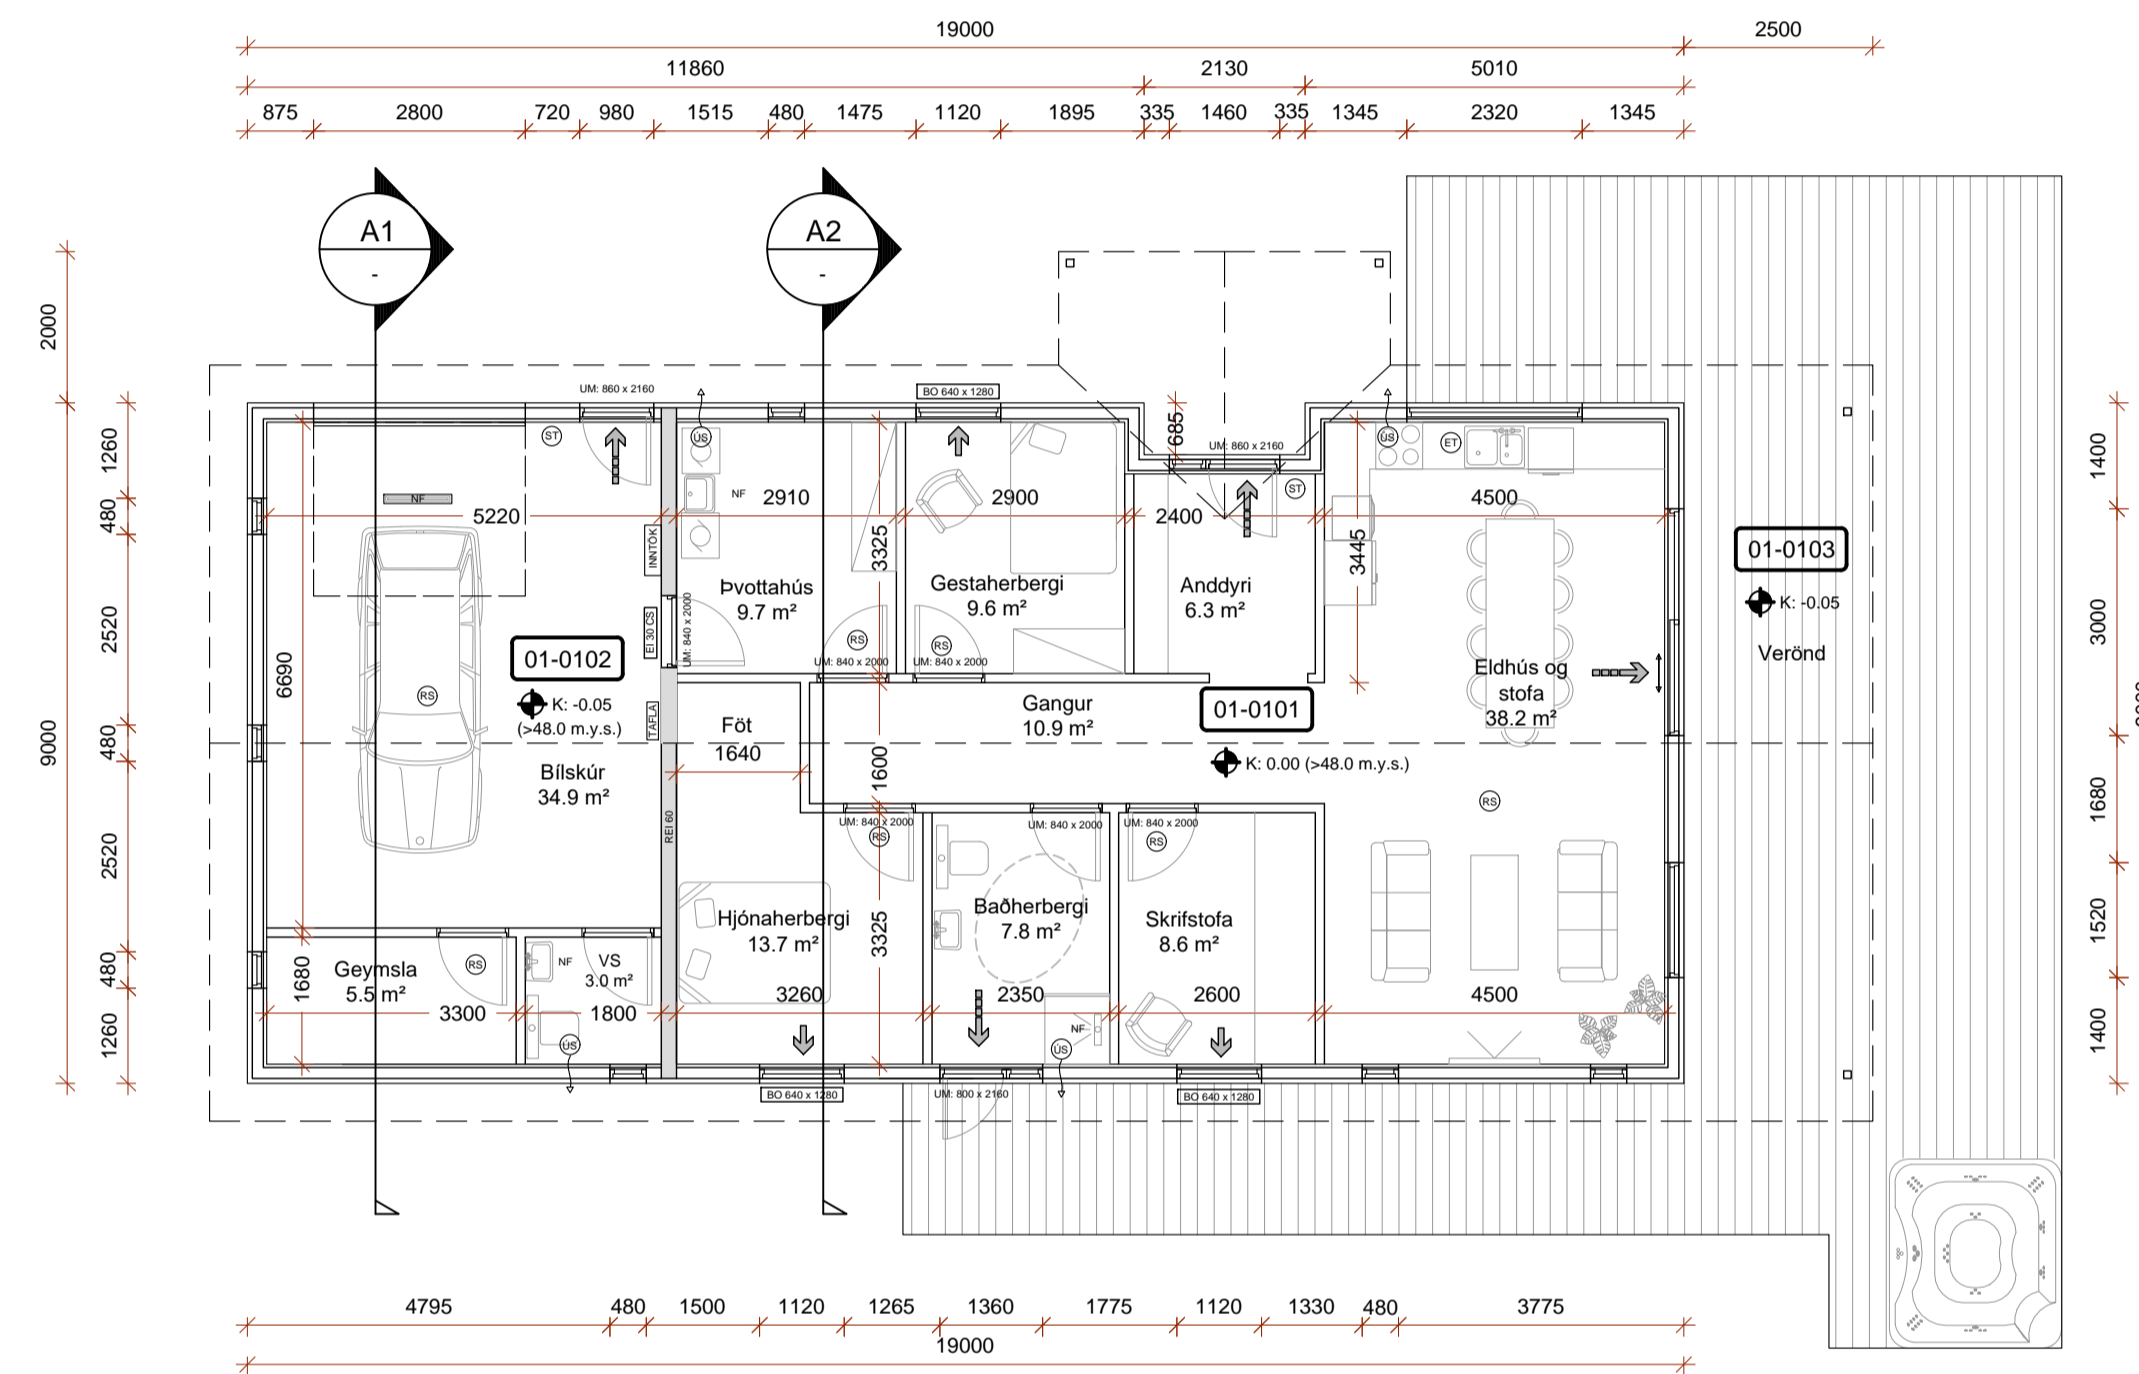 19000 2500
11860 2130 5010
875 2800 720 980 1515 480 1475 1120 1895 335 1460 335 1345 2320 1345
A1
-
A2
-
2000
9000
1260
480
2520
480
2520
480
1260
UM: 860 x 2160
BO 640 x 1280
685
UM: 860 x 2160
ST
ÚS
ÚS
ET
ST
NF
NF
5220
2910
2900
2400
4500
INNTÖK
3325
3445
EI 30 CS
UM: 840 x 2000
Þvottahús
9.7 m²
Gestaherbergi
9.6 m²
Anddyri
6.3 m²
01-0103
K: -0.05
Verönd
RS
RS
UM: 840 x 2000
UM: 840 x 2000
6690
01-0102
K: -0.05
(>48.0 m.y.s.)
RS
TAFLA
Bílskúr
34.9 m²
REI 60
Föt
1640
Gangur
10.9 m²
1600
01-0101
K: 0.00 (>48.0 m.y.s.)
Eldhús og
stofa
38.2 m²
RS
1400
3000
1680
1520
1400
UM: 840 x 2000
UM: 840 x 2000
UM: 840 x 2000
RS
RS
Hjónaherbergi
13.7 m²
3325
Baðherbergi
7.8 m²
Skrifstofa
8.6 m²
Geymsla
5.5 m²
1680
RS
NF
VS
3.0 m²
3300
1800
3260
2350
2600
4500
ÚS
NF
ÚS
BO 640 x 1280
UM: 800 x 2160
BO 640 x 1280
4795 480 1500 1120 1265 1360 1775 1120 1330 480 3775
19000